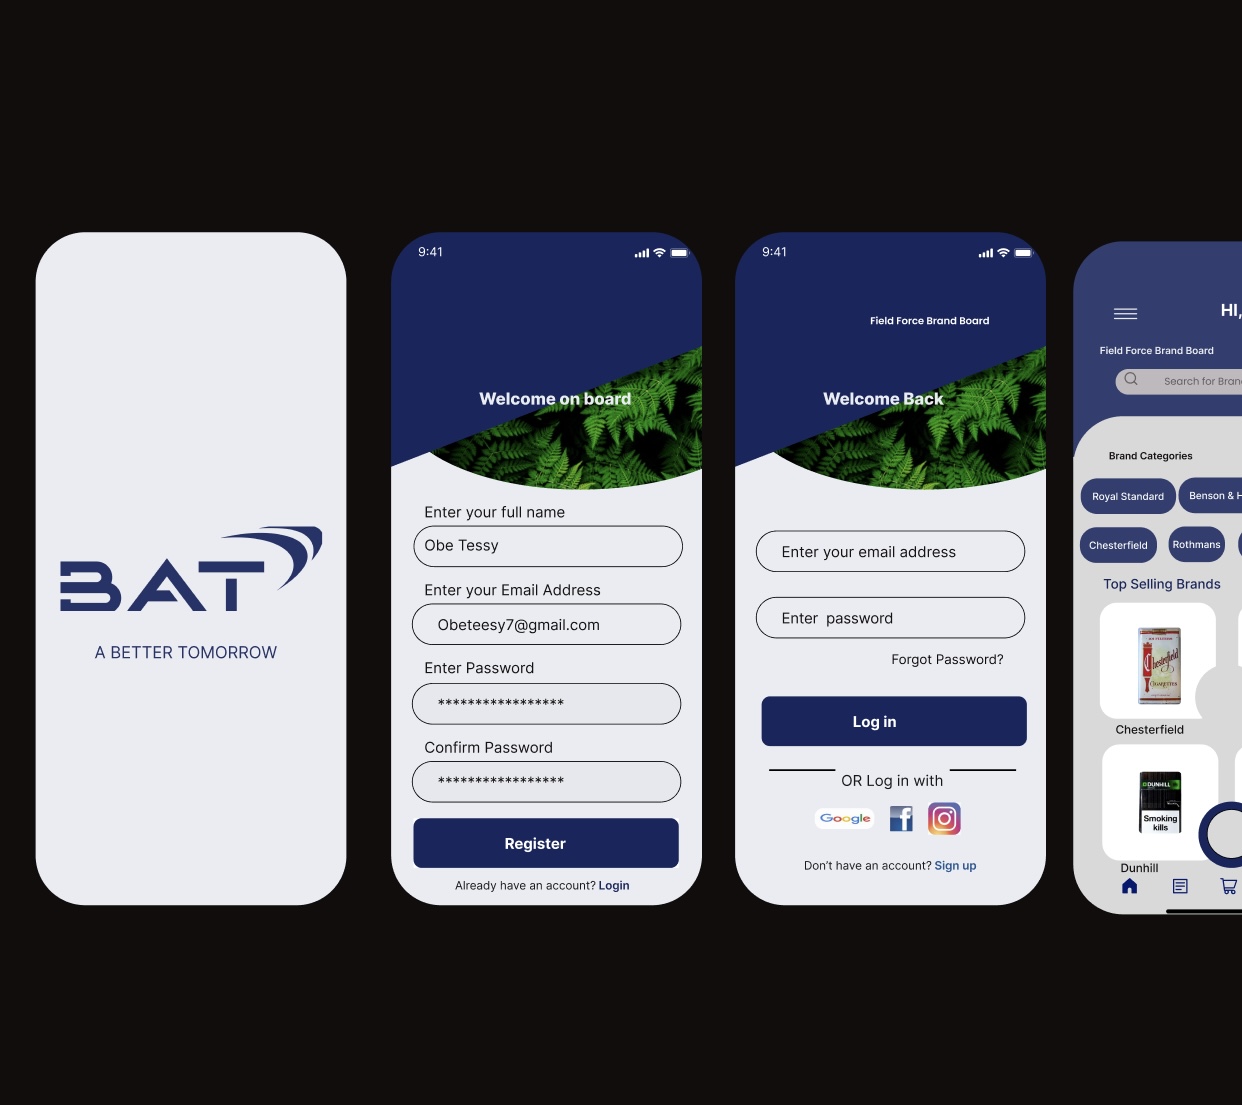 BAT
A BETTER TOMORROW
9:41
Welcome on board
Enter your full name
Obe Tessy
Enter your Email Address
Obeteesy7@gmail.com
Enter Password
*****************
Confirm Password
*****************
Register
Already have an account? Login
9:41
Field Force Brand Board
Welcome Back
Enter your email address
Enter  password
Forgot Password?
Log in
OR Log in with
Google
Don't have an account? Sign up
HI,
Field Force Brand Board
Search for Bran
Brand Categories
Royal Standard
Benson & H
Chesterfield
Rothmans
Top Selling Brands
Chesterfield
CIGARETTES
Chesterfield
DUNHILL
Smoking
kills
Dunhill